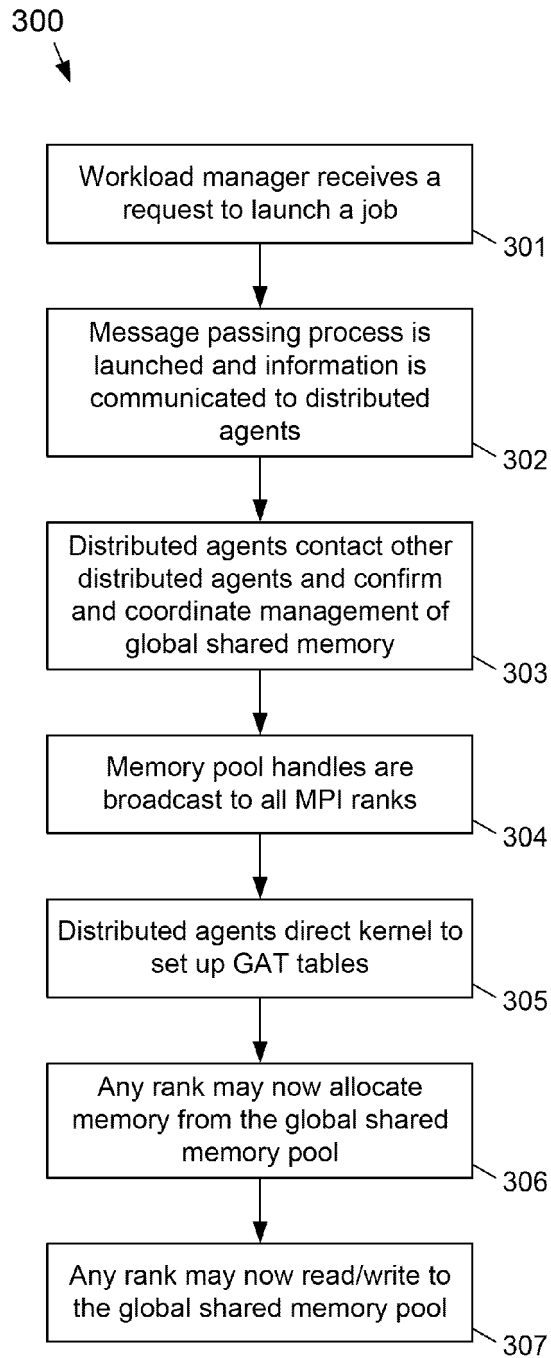 300
Workload manager receives a
request to launch a job
301
Message passing process is
launched and information is
communicated to distributed
agents
302
Distributed agents contact other
distributed agents and confirm
and coordinate management of
global shared memory
303
Memory pool handles are
broadcast to all MPI ranks
304
Distributed agents direct kernel to
set up GAT tables
305
Any rank may now allocate
memory from the global shared
memory pool
306
Any rank may now read/write to
the global shared memory pool
307